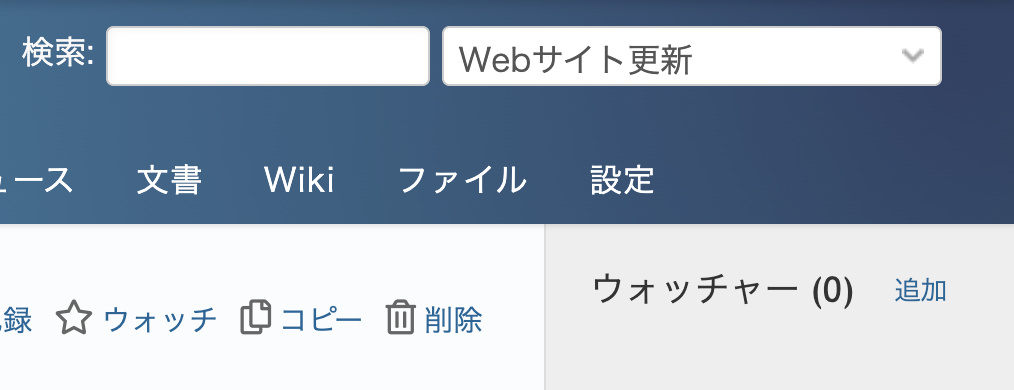 検索: Webサイト更新
ュース 文書 Wiki ファイル 設定
ウォッチャー (0) 追加
録 ウォッチ コピー 削除